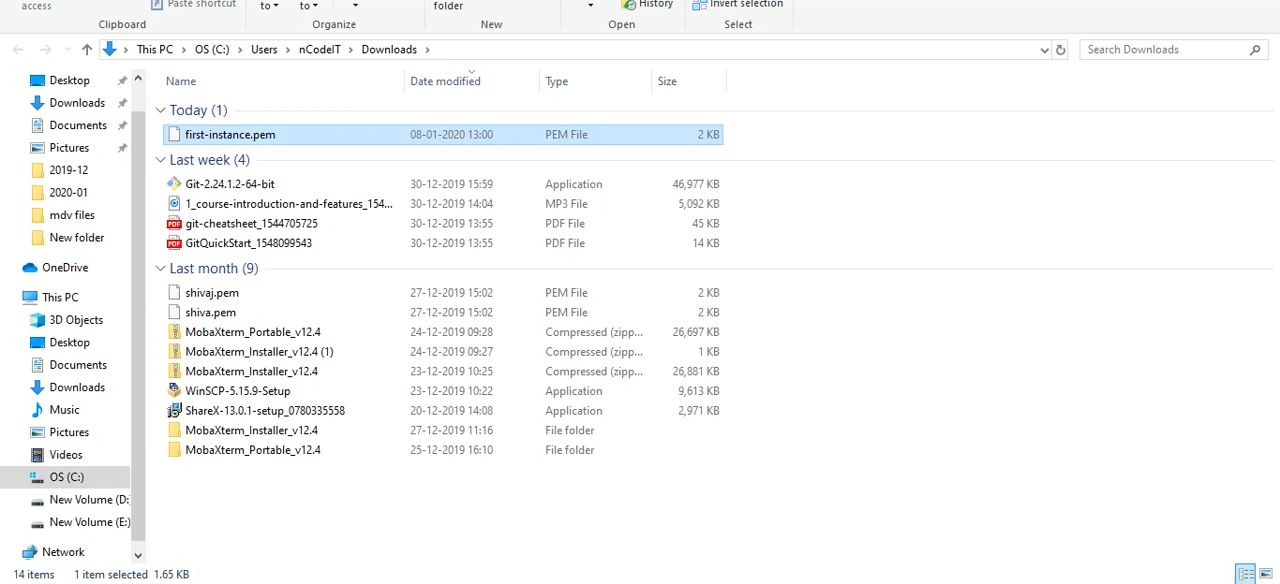 access
Paste shortcut
to
to
folder
History
Invert selection
Clipboard
Organize
New
Open
Select
This PC
OS (C:)
Users
nCodeIT
Downloads
Search Downloads
Desktop
Downloads
Documents
Pictures
2019-12
2020-01
mdv files
New folder
OneDrive
This PC
3D Objects
Desktop
Documents
Downloads
Music
Pictures
Videos
OS (C:)
New Volume (D:
New Volume (E:)
Network
Name Date modified Type Size
Today (1)
first-instance.pem 08-01-2020 13:00 PEM File 2 KB
Last week (4)
Git-2.24.1.2-64-bit 30-12-2019 15:59 Application 46,977 KB
1_course-introduction-and-features_154... 30-12-2019 14:04 MP3 File 5,092 KB
PDF git-cheatsheet_1544705725 30-12-2019 13:55 PDF File 45 KB
PDF GitQuickStart_1548099543 30-12-2019 13:55 PDF File 14 KB
Last month (9)
shivaj.pem 27-12-2019 15:02 PEM File 2 KB
shiva.pem 27-12-2019 15:02 PEM File 2 KB
MobaXterm_Portable_v12.4 24-12-2019 09:28 Compressed (zipp... 26,697 KB
MobaXterm_Installer_v12.4 (1) 24-12-2019 09:27 Compressed (zipp... 1 KB
MobaXterm_Installer_v12.4 23-12-2019 10:25 Compressed (zipp... 26,881 KB
WinSCP-5.15.9-Setup 23-12-2019 10:22 Application 9,613 KB
ShareX-13.0.1-setup_0780335558 20-12-2019 14:08 Application 2,971 KB
MobaXterm_Installer_v12.4 27-12-2019 11:16 File folder
MobaXterm_Portable_v12.4 25-12-2019 16:10 File folder
14 items 1 item selected 1.65 KB